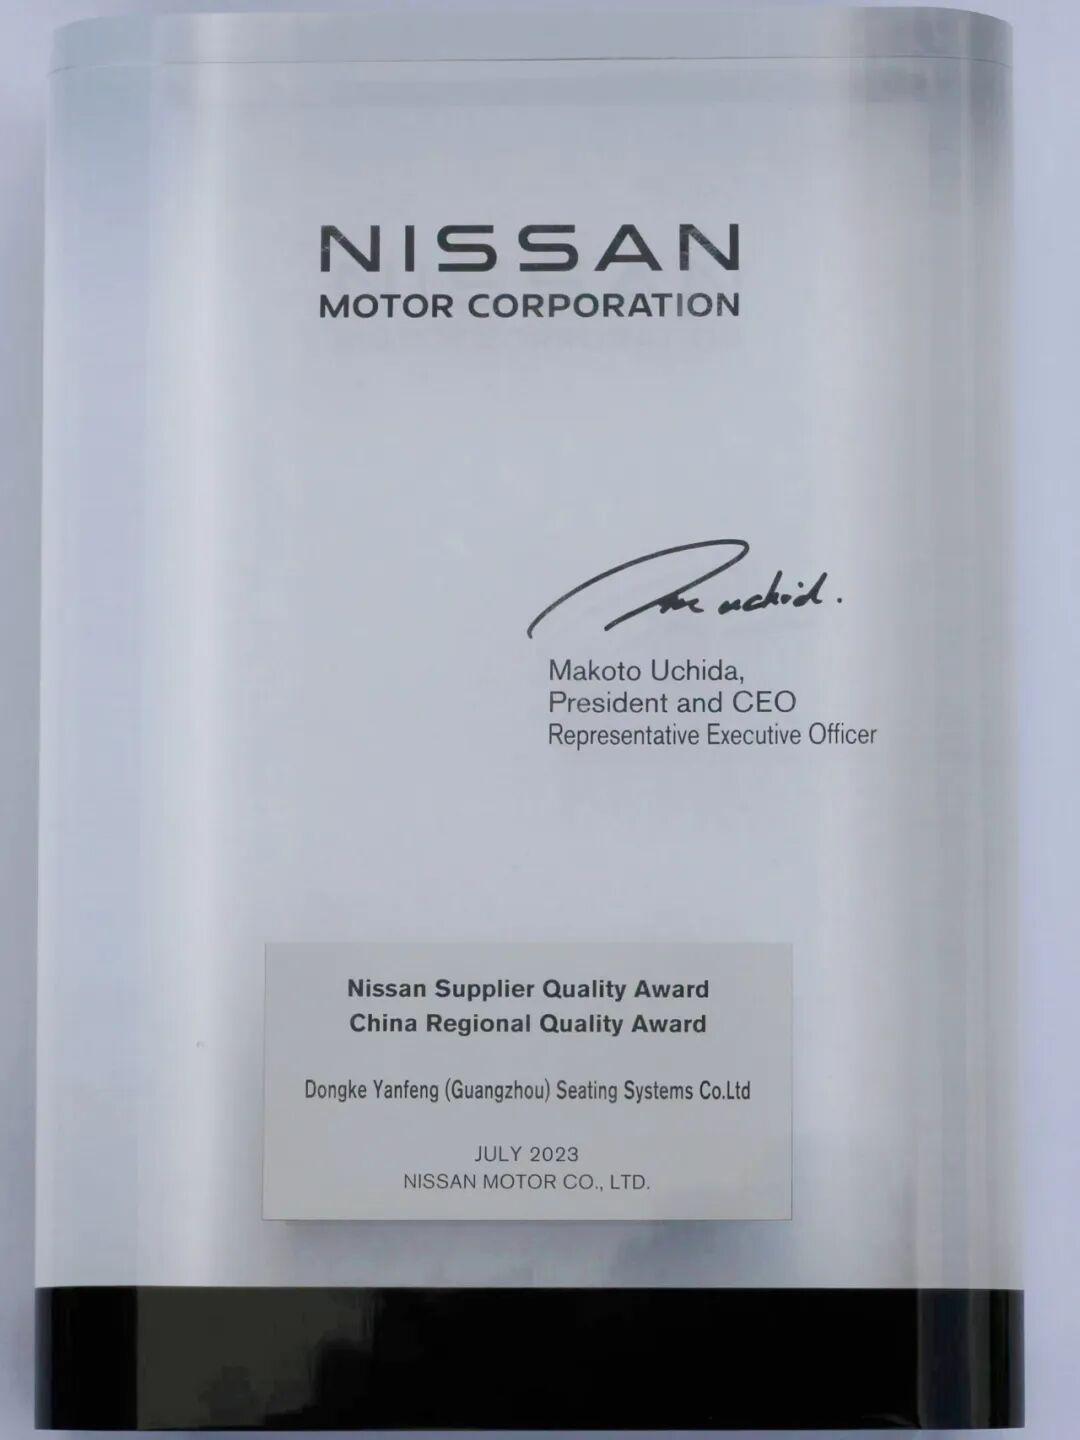 NISSAN
MOTOR CORPORATION
Makoto Uchida,
President and CEO
Representative Executive Officer
Nissan Supplier Quality Award
China Regional Quality Award
Dongke Yanfeng (Guangzhou) Seating Systems Co.Ltd
JULY 2023
NISSAN MOTOR CO., LTD.